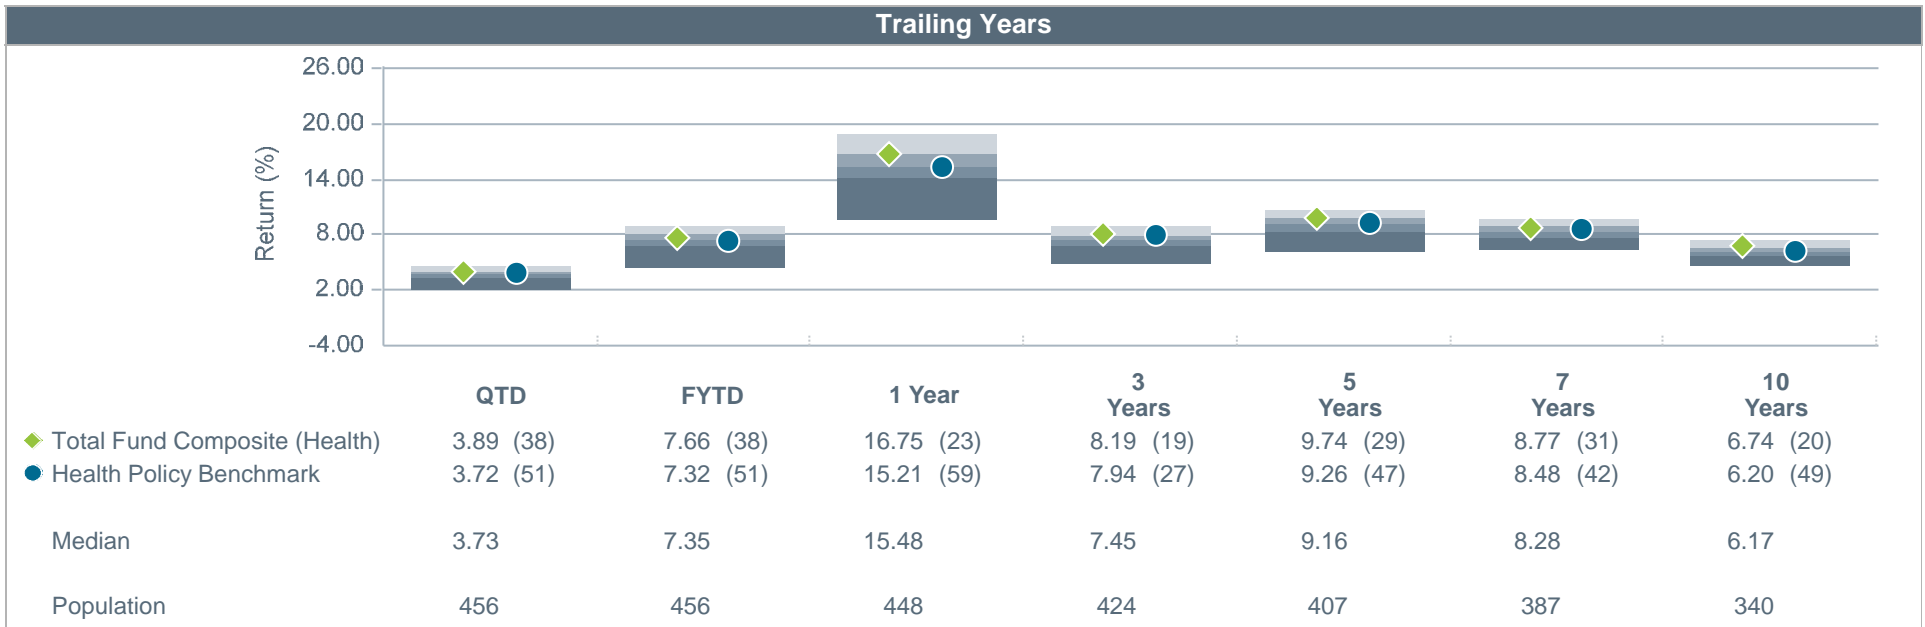 Trailing Years
26.00
20.00
14.00
8.00
2.00
-4.00
Return (%)
QTD FYTD 1 Year 3 Years 5 Years 7 Years 10 Years
Total Fund Composite (Health) 3.89 (38) 7.66 (38) 16.75 (23) 8.19 (19) 9.74 (29) 8.77 (31) 6.74 (20)
Health Policy Benchmark 3.72 (51) 7.32 (51) 15.21 (59) 7.94 (27) 9.26 (47) 8.48 (42) 6.20 (49)
Median 3.73 7.35 15.48 7.45 9.16 8.28 6.17
Population 456 456 448 424 407 387 340